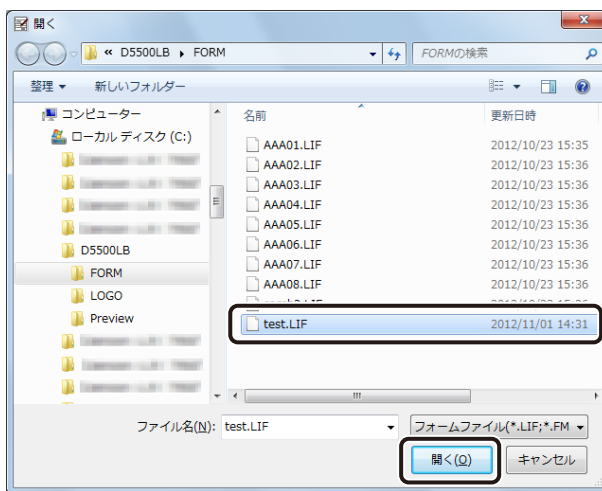 開く
« D5500LB ▸ FORM
FORMの検索
整理 ▼ 新しいフォルダー
コンピューター
ローカル ディスク (C:)
D5500LB
FORM
LOGO
Preview
名前 更新日時
AAA01.LIF 2012/10/23 15:35
AAA02.LIF 2012/10/23 15:36
AAA03.LIF 2012/10/23 15:36
AAA04.LIF 2012/10/23 15:36
AAA05.LIF 2012/10/23 15:36
AAA06.LIF 2012/10/23 15:36
AAA07.LIF 2012/10/23 15:36
AAA08.LIF 2012/10/23 15:36
test.LIF 2012/11/01 14:31
ファイル名(N): test.LIF フォームファイル(*.LIF;*.FM
開く(O) キャンセル